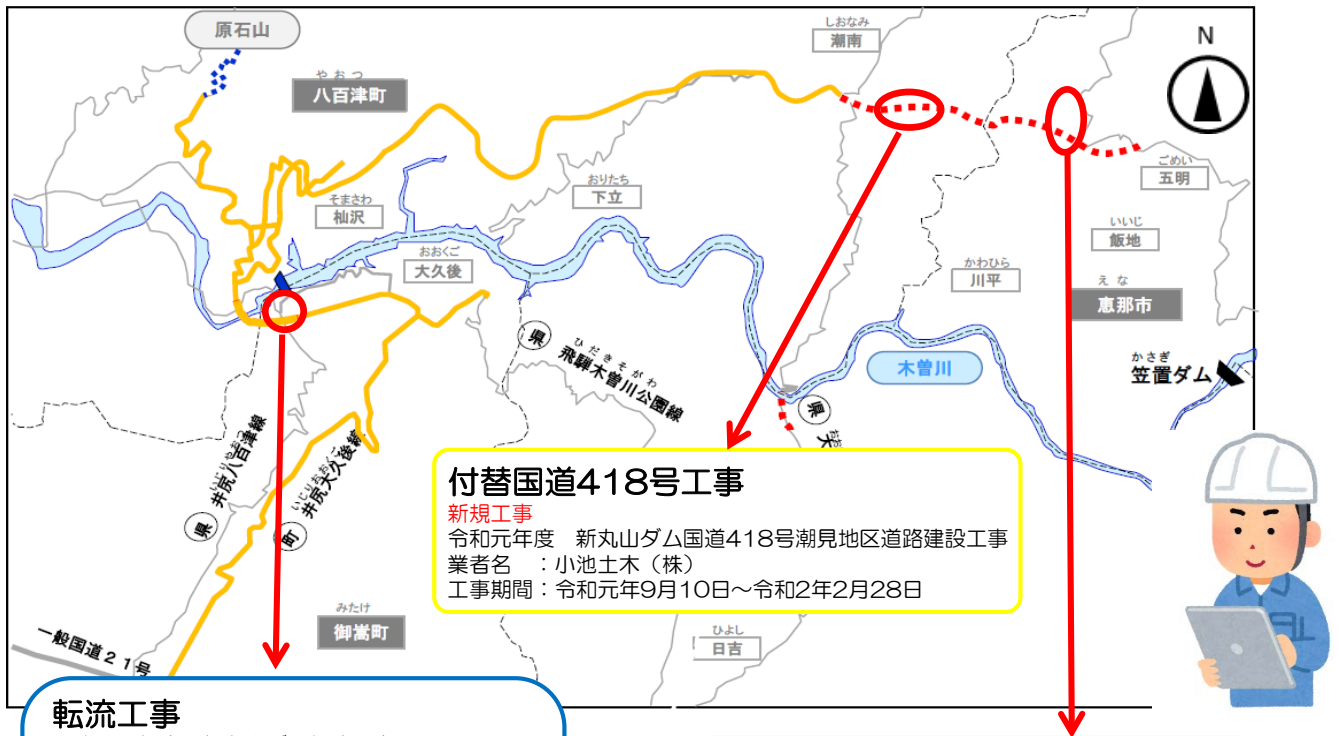 原石山
しおなみ
潮南
N
やおつ
八百津町
ごめい
五明
おりたち
下立
そまさわ
杣沢
いいじ
飯地
おおくご
大久後
かわひら
川平
えな
恵那市
木曽川
かさぎ
笠置ダム
県 ひだきそがわ
飛騨木曽川公園線
県
県 いじりやおつ
井尻八百津線
町 いじりおおくご
井尻大久後線
付替国道418号工事
新規工事
令和元年度 新丸山ダム国道418号潮見地区道路建設工事
業者名 :小池土木(株)
工事期間:令和元年9月10日~令和2年2月28日
みたけ
御嵩町
ひよし
日吉
一般国道21号
転流工事